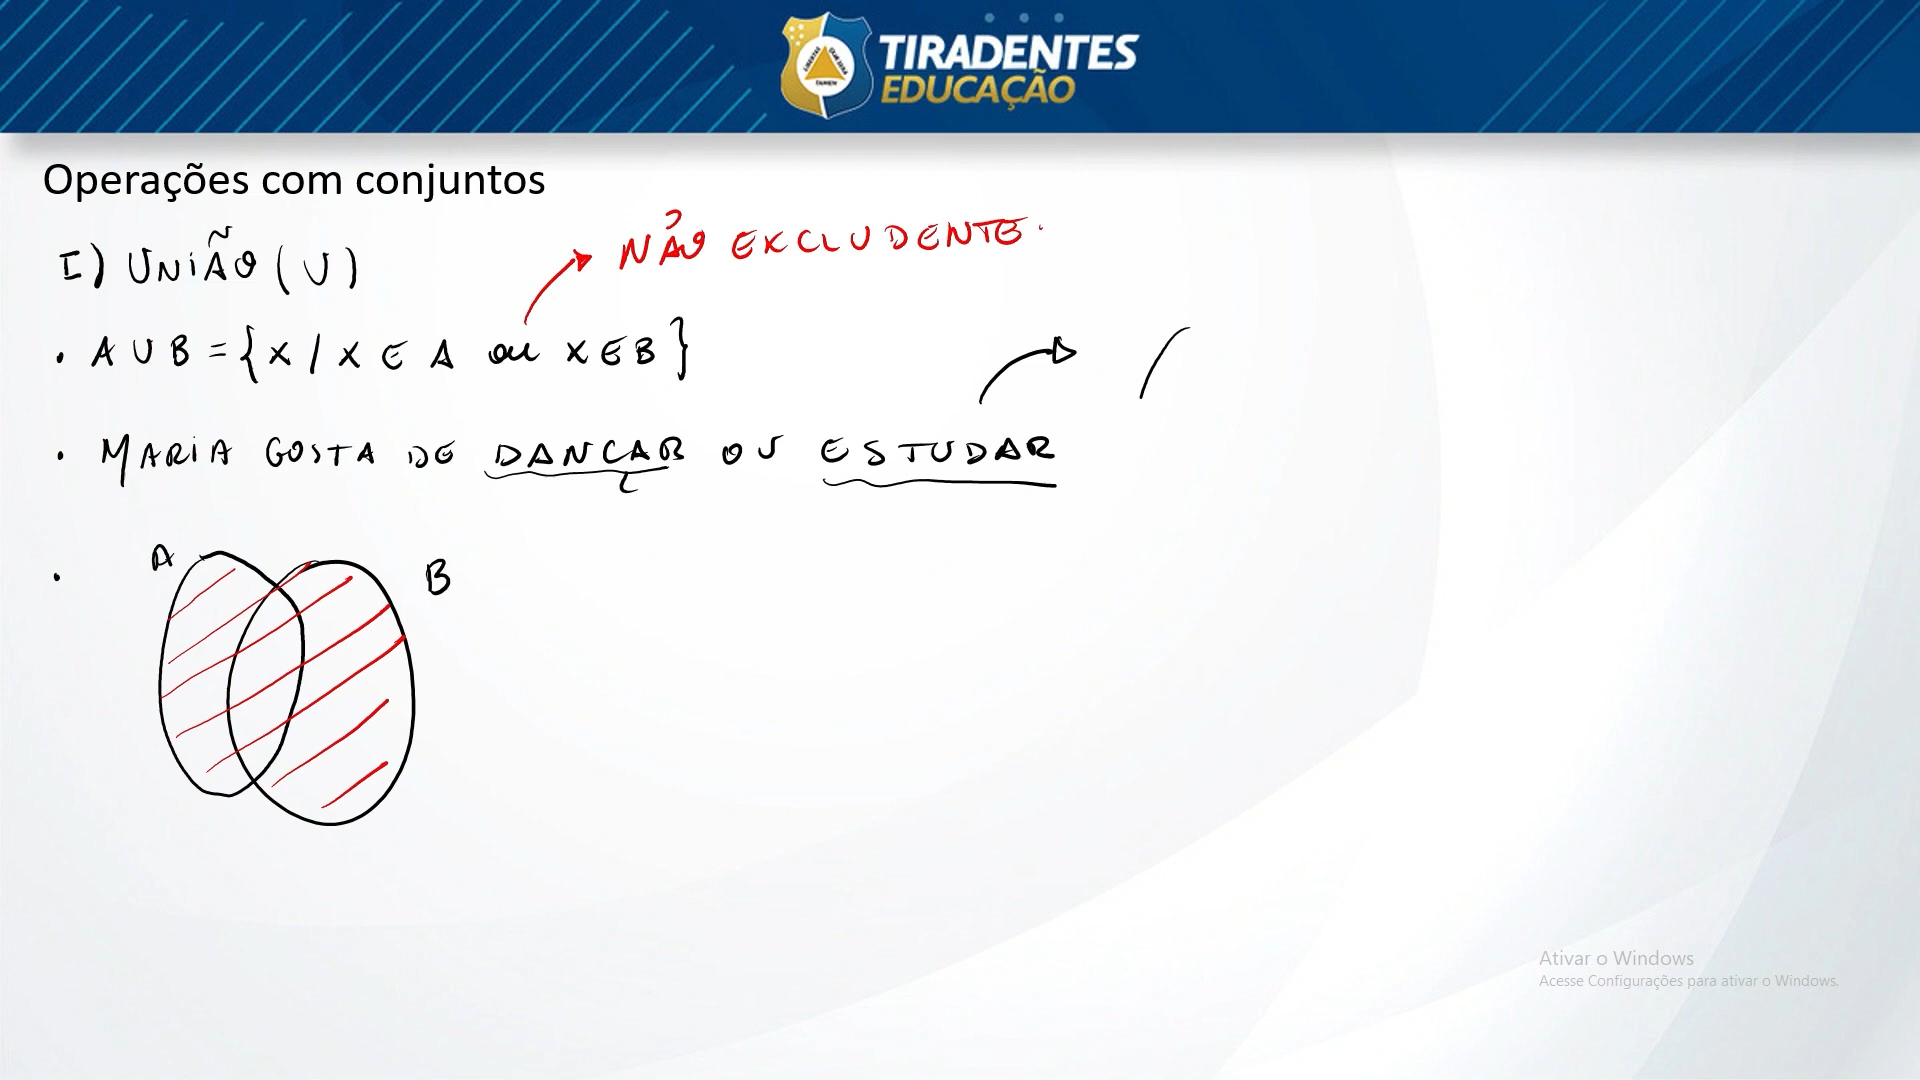 TIRADENTES
EDUCAÇÃO
Operações com conjuntos
I) UNIÃO (U)
NÃO EXCLUDENTE.
• A U B = {X / X ∈ A ou X ∈ B}
• MARIA GOSTA DE DANÇAR OU ESTUDAR
• A B
Ativar o Windows
Acesse Configurações para ativar o Windows.